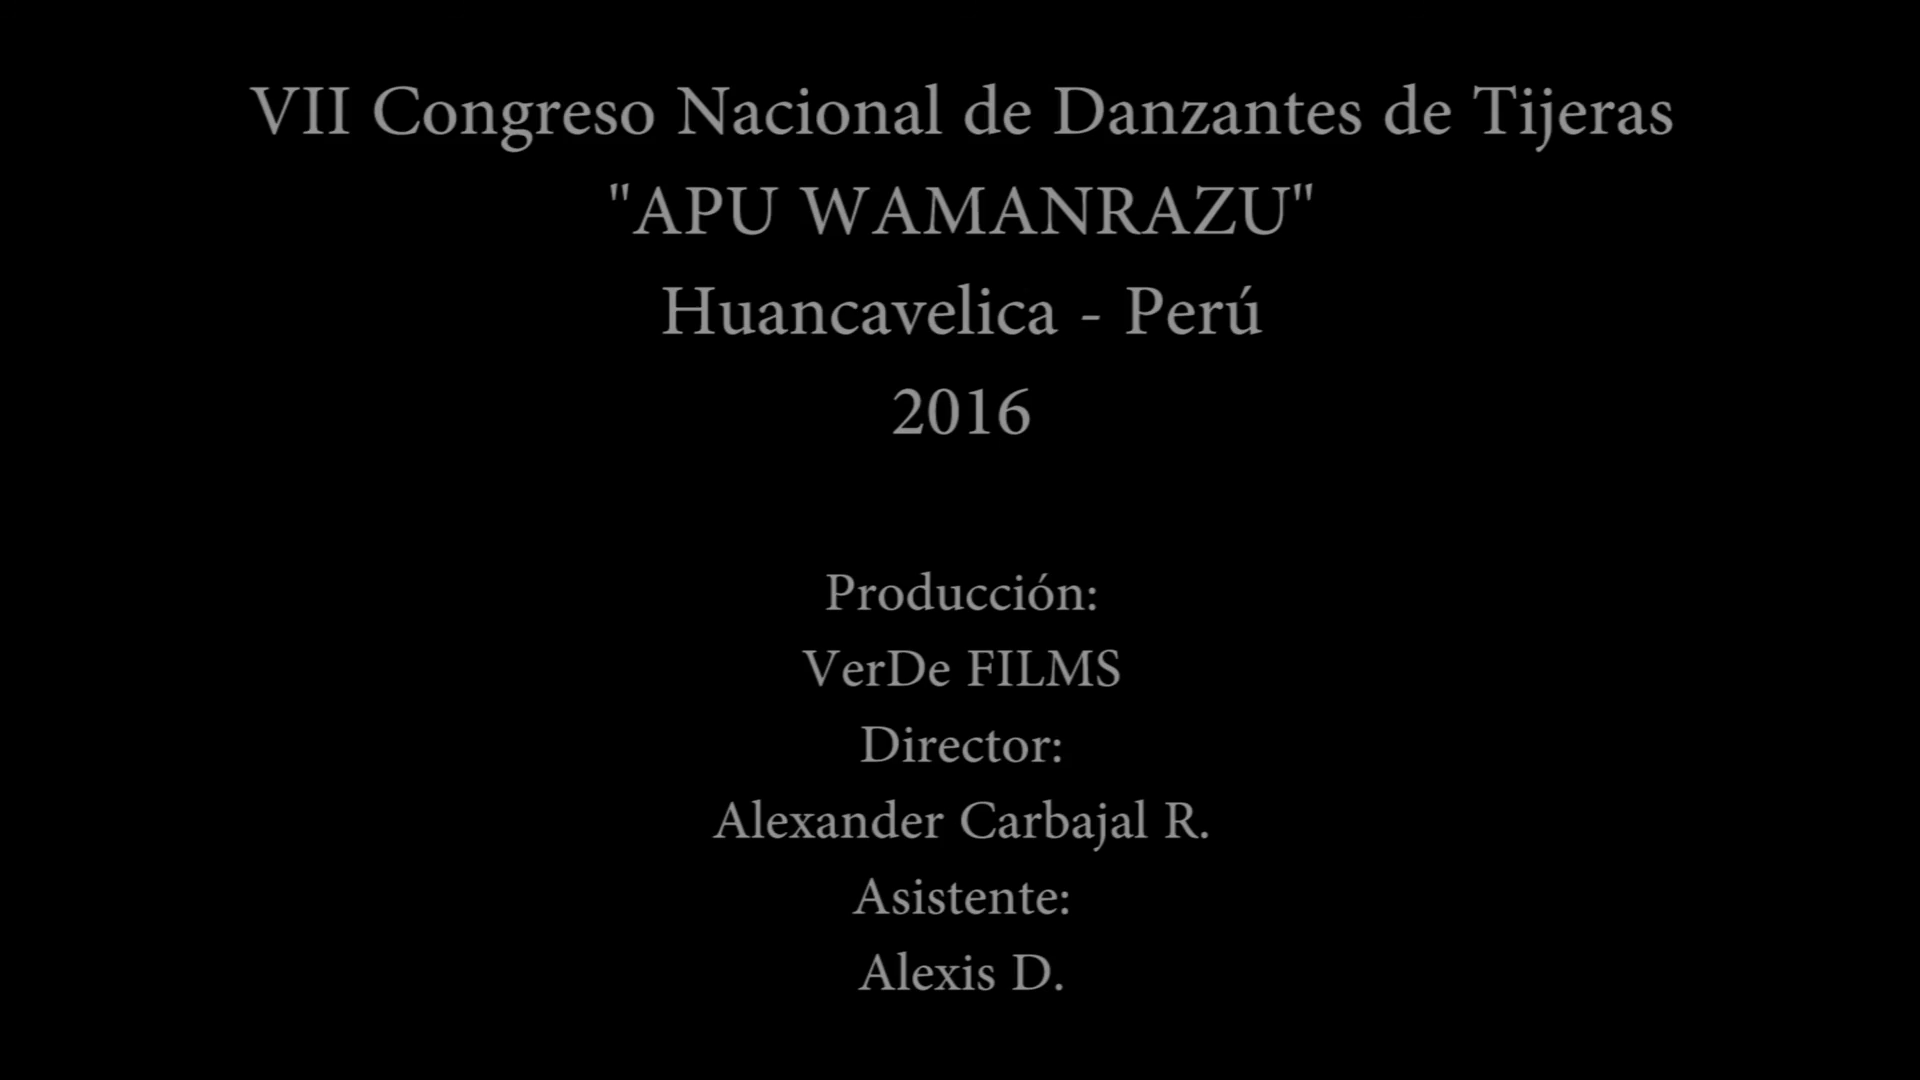 VII Congreso Nacional de Danzantes de Tijeras
"APU WAMANRAZU"
Huancavelica - Perú
2016
Producción:
VerDe FILMS
Director:
Alexander Carbajal R.
Asistente:
Alexis D.